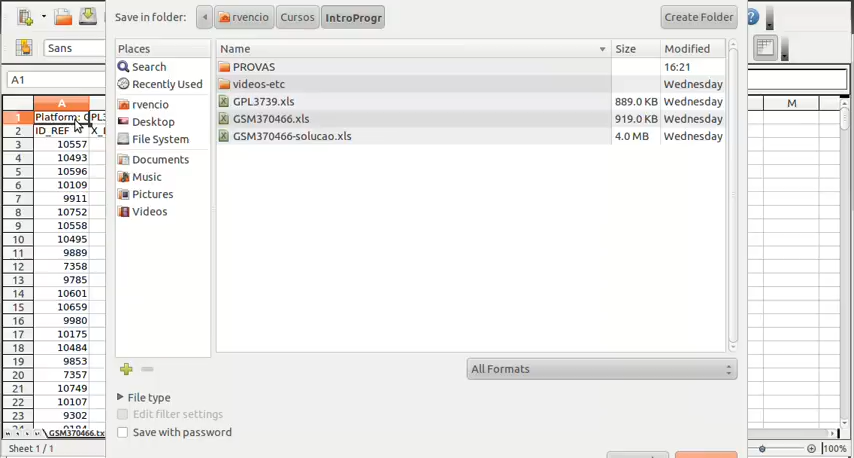 Save in folder: rvencio Cursos IntroProgr Create Folder
Sans
A1
Places
Search
Recently Used
rvencio
Desktop
File System
Documents
Music
Pictures
Videos
Name Size Modified
PROVAS 16:21
videos-etc Wednesday
GPL3739.xls 889.0 KB Wednesday
GSM370466.xls 919.0 KB Wednesday
GSM370466-solucao.xls 4.0 MB Wednesday
All Formats
File type
Edit filter settings
Save with password
A M
1 Platform:
2 ID_REF
3 10557
4 10493
5 10596
6 10109
7 9911
8 10752
9 10558
10 10495
11 9889
12 7358
13 9785
14 10601
15 10659
16 9980
17 10175
18 10484
19 9853
20 7357
21 10749
22 10107
23 9302
GSM370466.tx
Sheet 1 / 1 100%